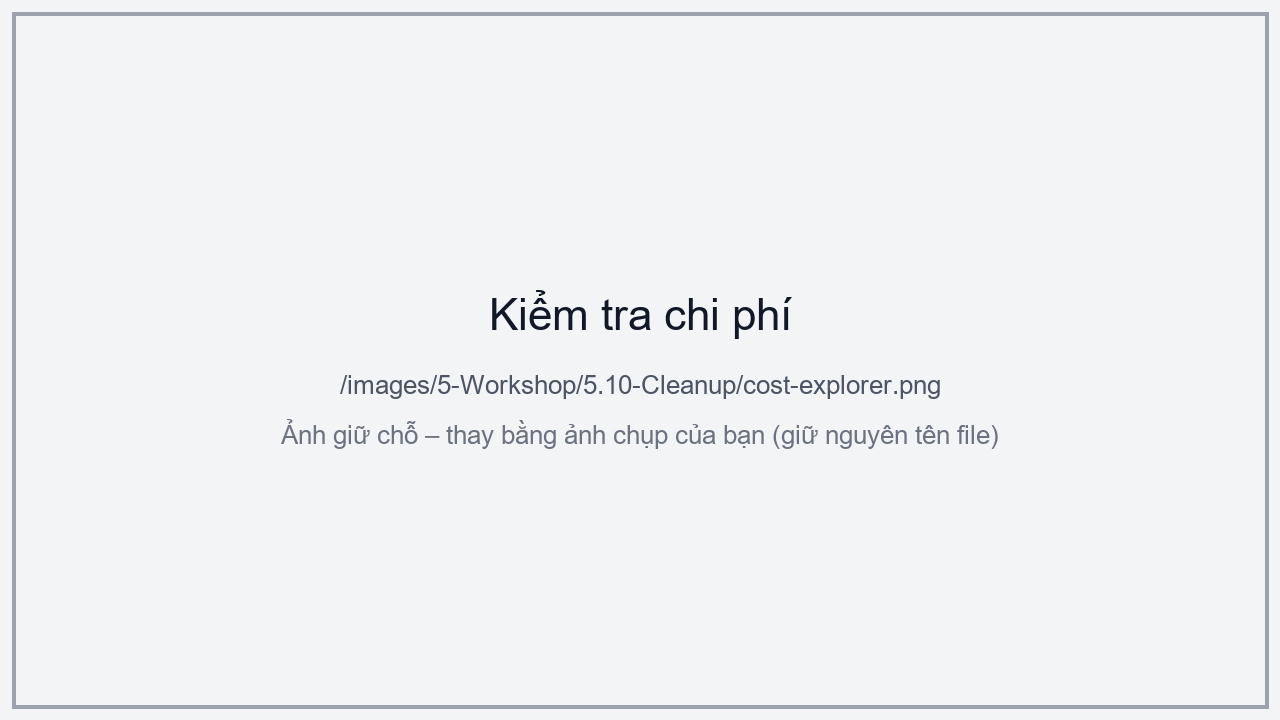 Kiểm tra chi phí
/images/5-Workshop/5.10-Cleanup/cost-explorer.png
Ảnh giữ chỗ – thay bằng ảnh chụp của bạn (giữ nguyên tên file)